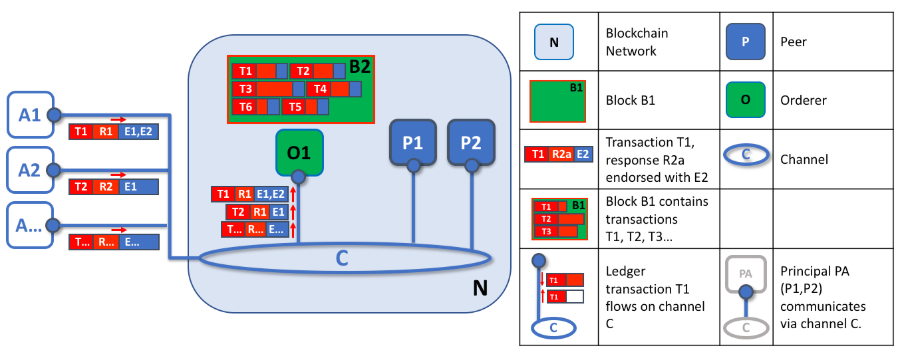 A1
T1 R1 E1,E2
A2
T2 R2 E1
A...
T... R... E...
B2
T1 T2
T3 T4
T6 T5
O1
P1
P2
T1 R1 E1,E2
T2 R1 E1
T... R... E...
C
N
N
Blockchain
Network
P
Peer
B1
Block B1
O
Orderer
T1 R2a E2
Transaction T1,
response R2a
endorsed with E2
C
Channel
B1
T1
T2
T3
Block B1 contains
transactions
T1, T2, T3...
T1
T1
C
Ledger
transaction T1
flows on channel
C
PA
C
Principal PA
(P1,P2)
communicates
via channel C.